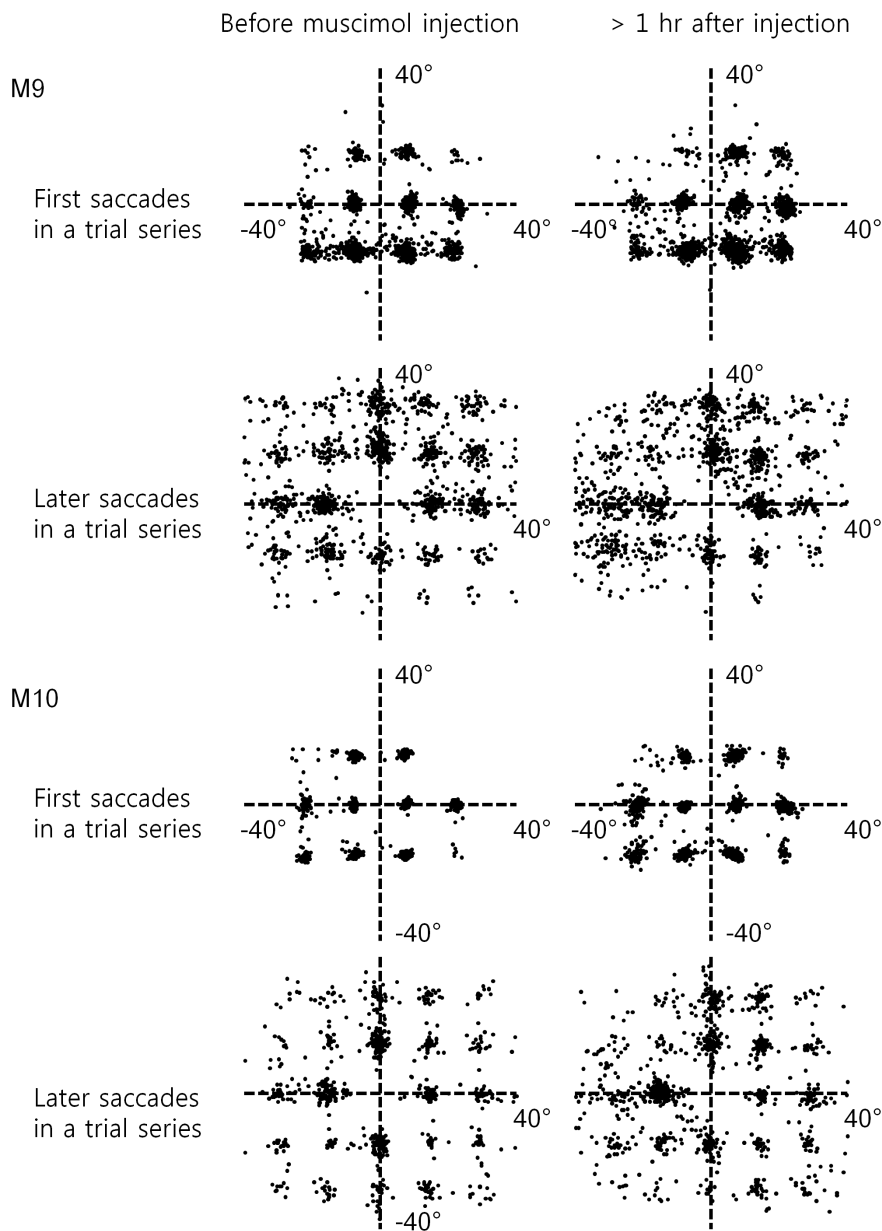 Before muscimol injection
> 1 hr after injection
M9
40°
40°
First saccades
in a trial series
-40°
40°
-40°
40°
40°
40°
Later saccades
in a trial series
40°
40°
M10
40°
40°
First saccades
in a trial series
-40°
40°
-40°
40°
-40°
-40°
Later saccades
in a trial series
40°
40°
-40°